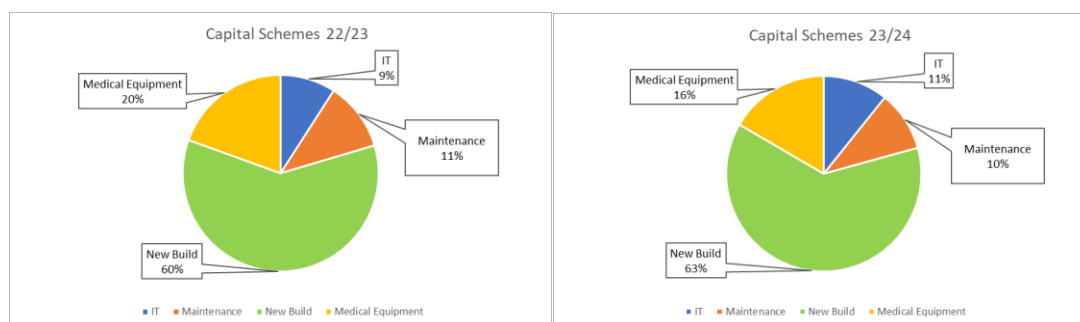 Capital Schemes 22/23
IT
9%
Medical Equipment
20%
Maintenance
11%
New Build
60%
IT Maintenance New Build Medical Equipment
Capital Schemes 23/24
IT
11%
Medical Equipment
16%
Maintenance
10%
New Build
63%
IT Maintenance New Build Medical Equipment